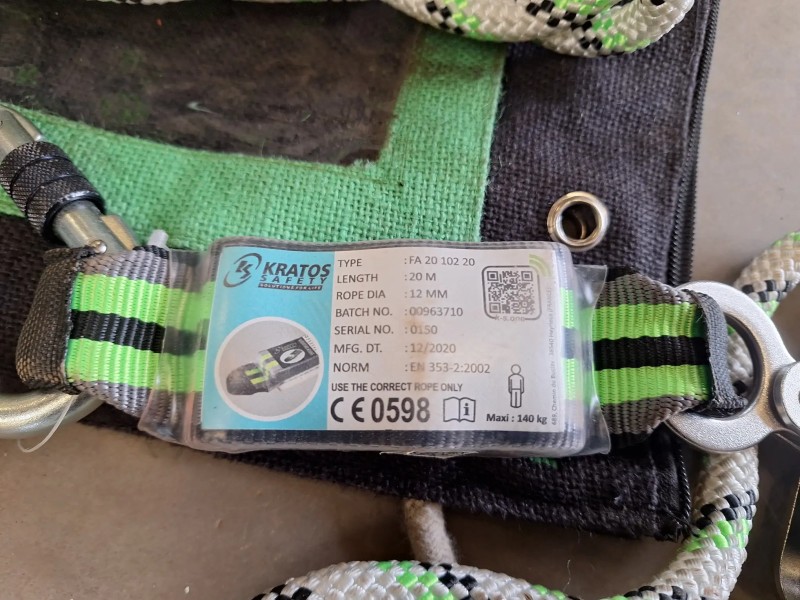 KRATOS
SAFETY
SOLUTIONS FOR LIFE
TYPE : FA 20 102 20
LENGTH : 20 M
ROPE DIA : 12 MM
BATCH NO. : 00963710
SERIAL NO. : 0150
MFG. DT. : 12/2020
NORM : EN 353-2:2002
USE THE CORRECT ROPE ONLY
CE0598
i
Maxi : 140 kg